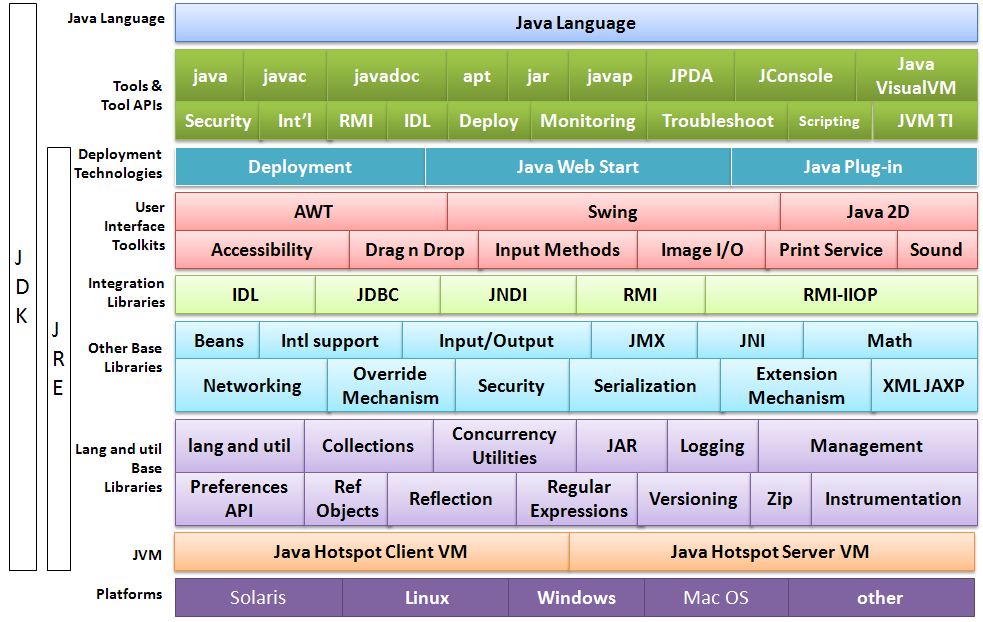 Java Language
Java Language
Tools &
Tool APIs
java javac javadoc apt jar javap JPDA JConsole Java
VisualVM
Security Int’l RMI IDL Deploy Monitoring Troubleshoot Scripting JVM TI
Deployment
Technologies
Deployment Java Web Start Java Plug-in
User
Interface
Toolkits
AWT Swing Java 2D
Accessibility Drag n Drop Input Methods Image I/O Print Service Sound
Integration
Libraries
IDL JDBC JNDI RMI RMI-IIOP
Other Base
Libraries
Beans Intl support Input/Output JMX JNI Math
Networking Override
Mechanism Security Serialization Extension
Mechanism XML JAXP
Lang and util
Base
Libraries
lang and util Collections Concurrency
Utilities JAR Logging Management
Preferences
API Ref
Objects Reflection Regular
Expressions Versioning Zip Instrumentation
JVM
Java Hotspot Client VM Java Hotspot Server VM
Platforms
Solaris Linux Windows Mac OS other
J
D
K
J
R
E